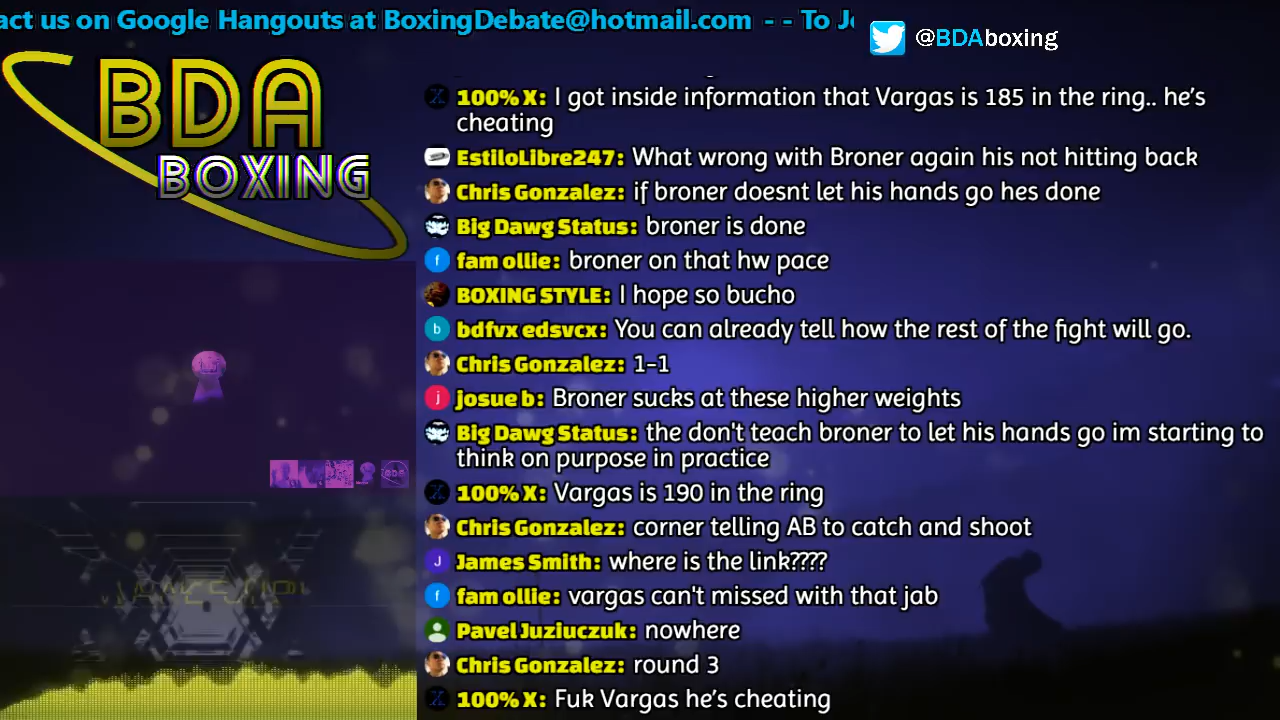 act us on Google Hangouts at BoxingDebate@hotmail.com - - To Jo
@BDAboxing
BDA
BOXING
100% X: I got inside information that Vargas is 185 in the ring.. he's
cheating
EstiloLibre247: What wrong with Broner again his not hitting back
Chris Gonzalez: if broner doesnt let his hands go hes done
Big Dawg Status: broner is done
fam ollie: broner on that hw pace
BOXING STYLE: I hope so bucho
bdfvx edsvcx: You can already tell how the rest of the fight will go.
Chris Gonzalez: 1-1
josue b: Broner sucks at these higher weights
Big Dawg Status: the don't teach broner to let his hands go im starting to
think on purpose in practice
100% X: Vargas is 190 in the ring
Chris Gonzalez: corner telling AB to catch and shoot
James Smith: where is the link????
fam ollie: vargas can't missed with that jab
Pavel Juziuczuk: nowhere
Chris Gonzalez: round 3
100% X: Fuk Vargas he's cheating